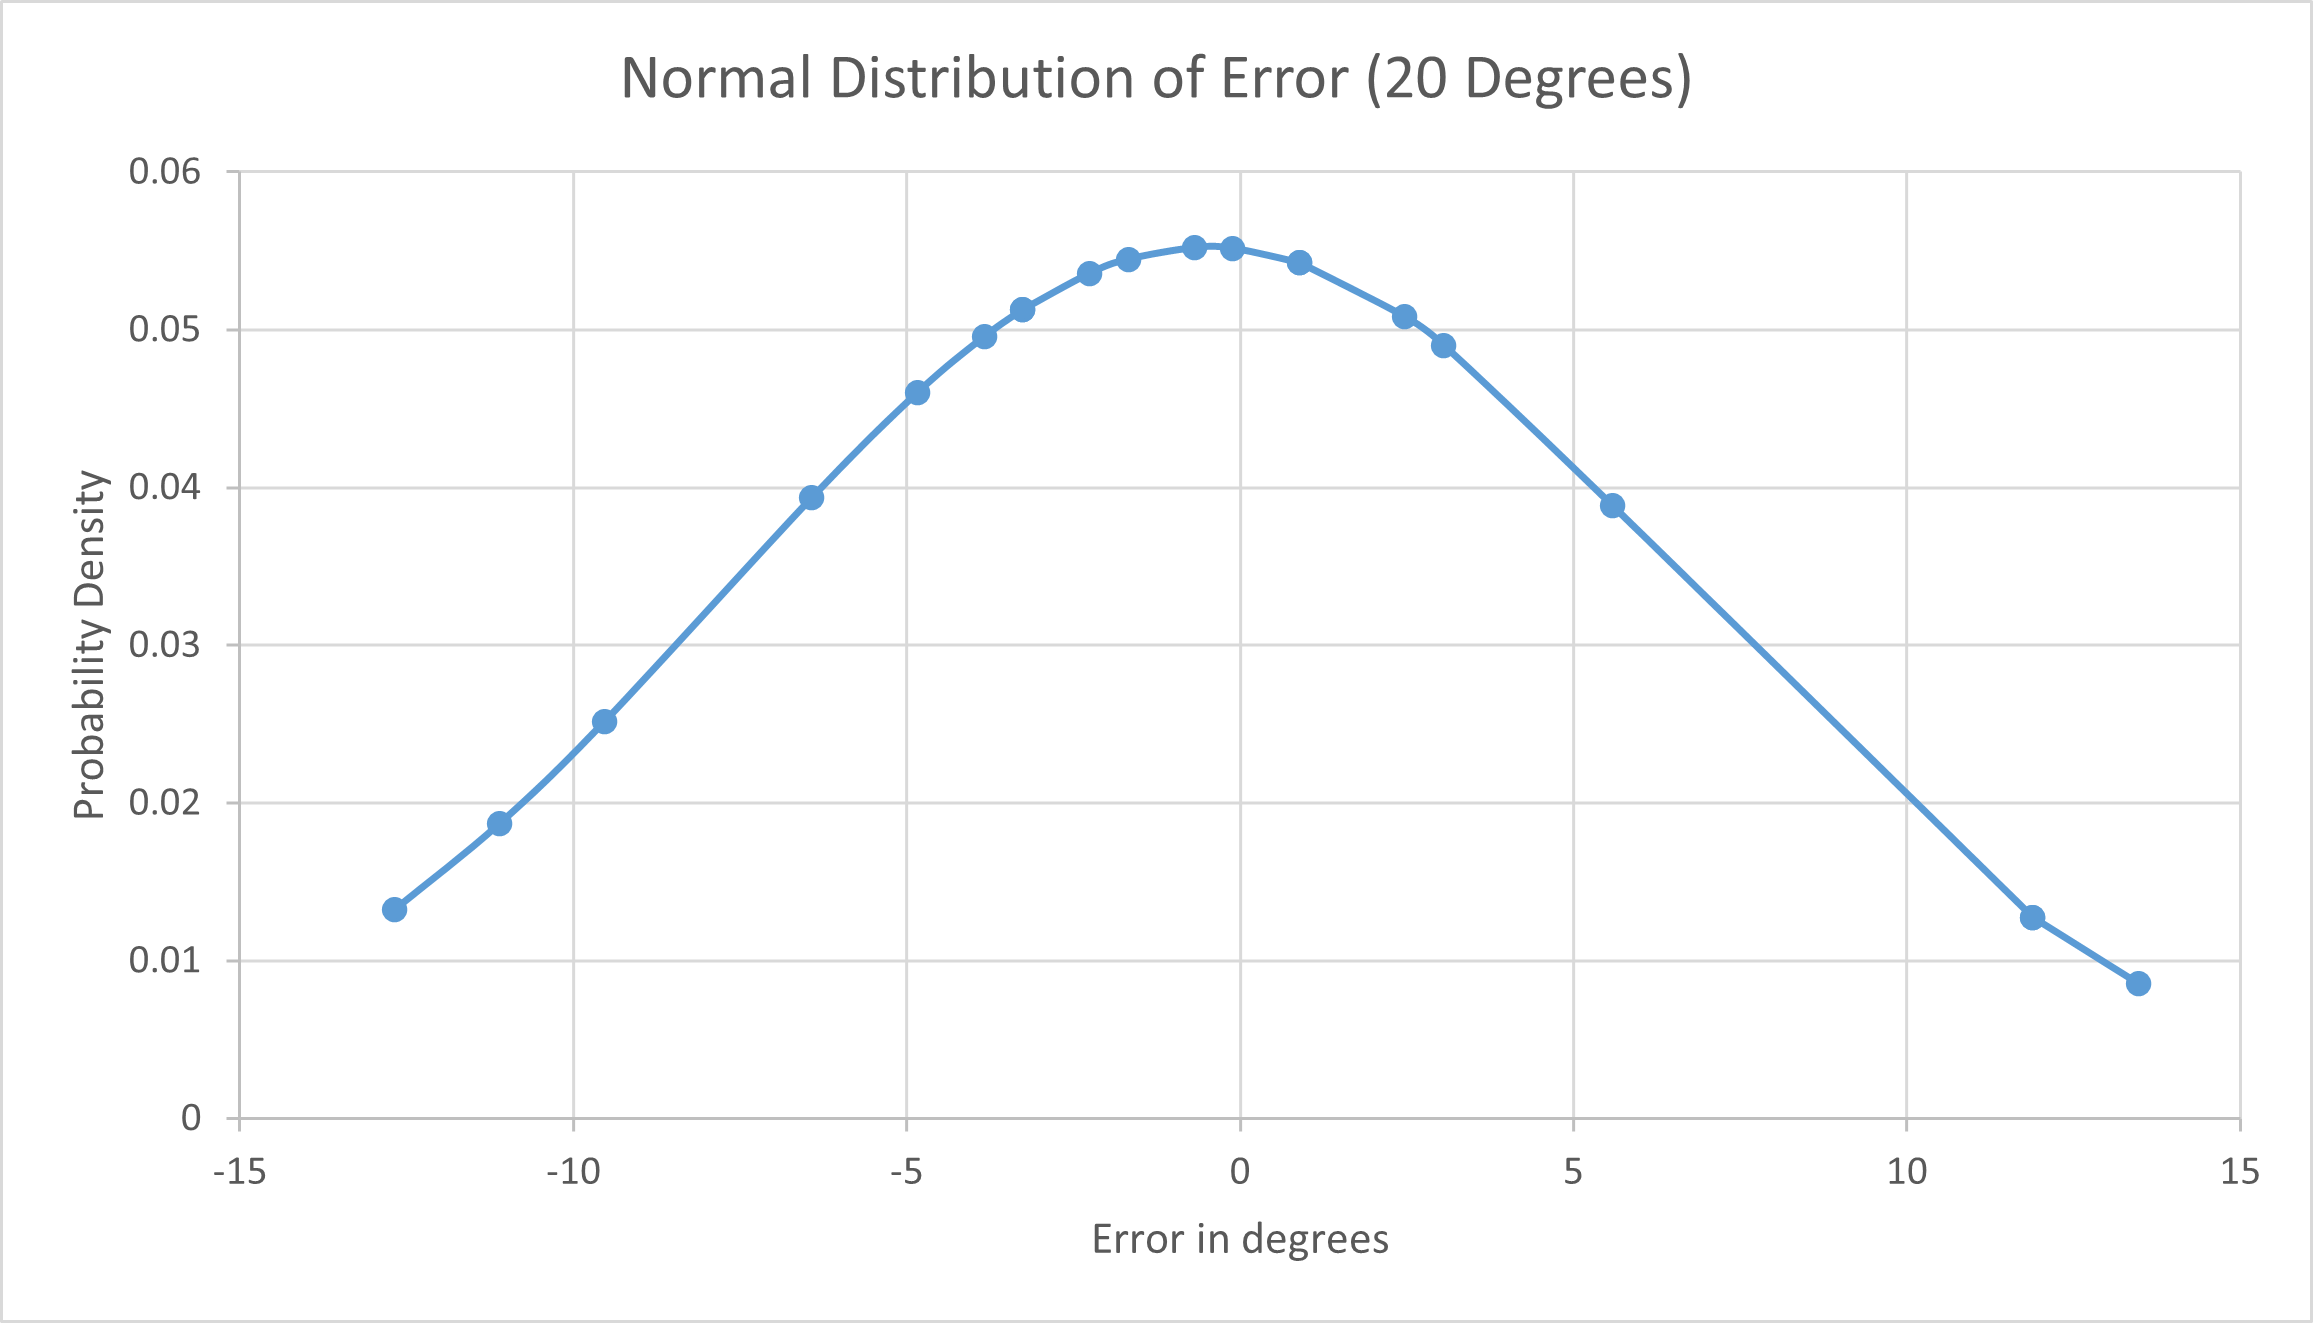 Normal Distribution of Error (20 Degrees)
0.06
0.05
0.04
0.03
0.02
0.01
0
Probability Density
-15 -10 -5 0 5 10 15
Error in degrees